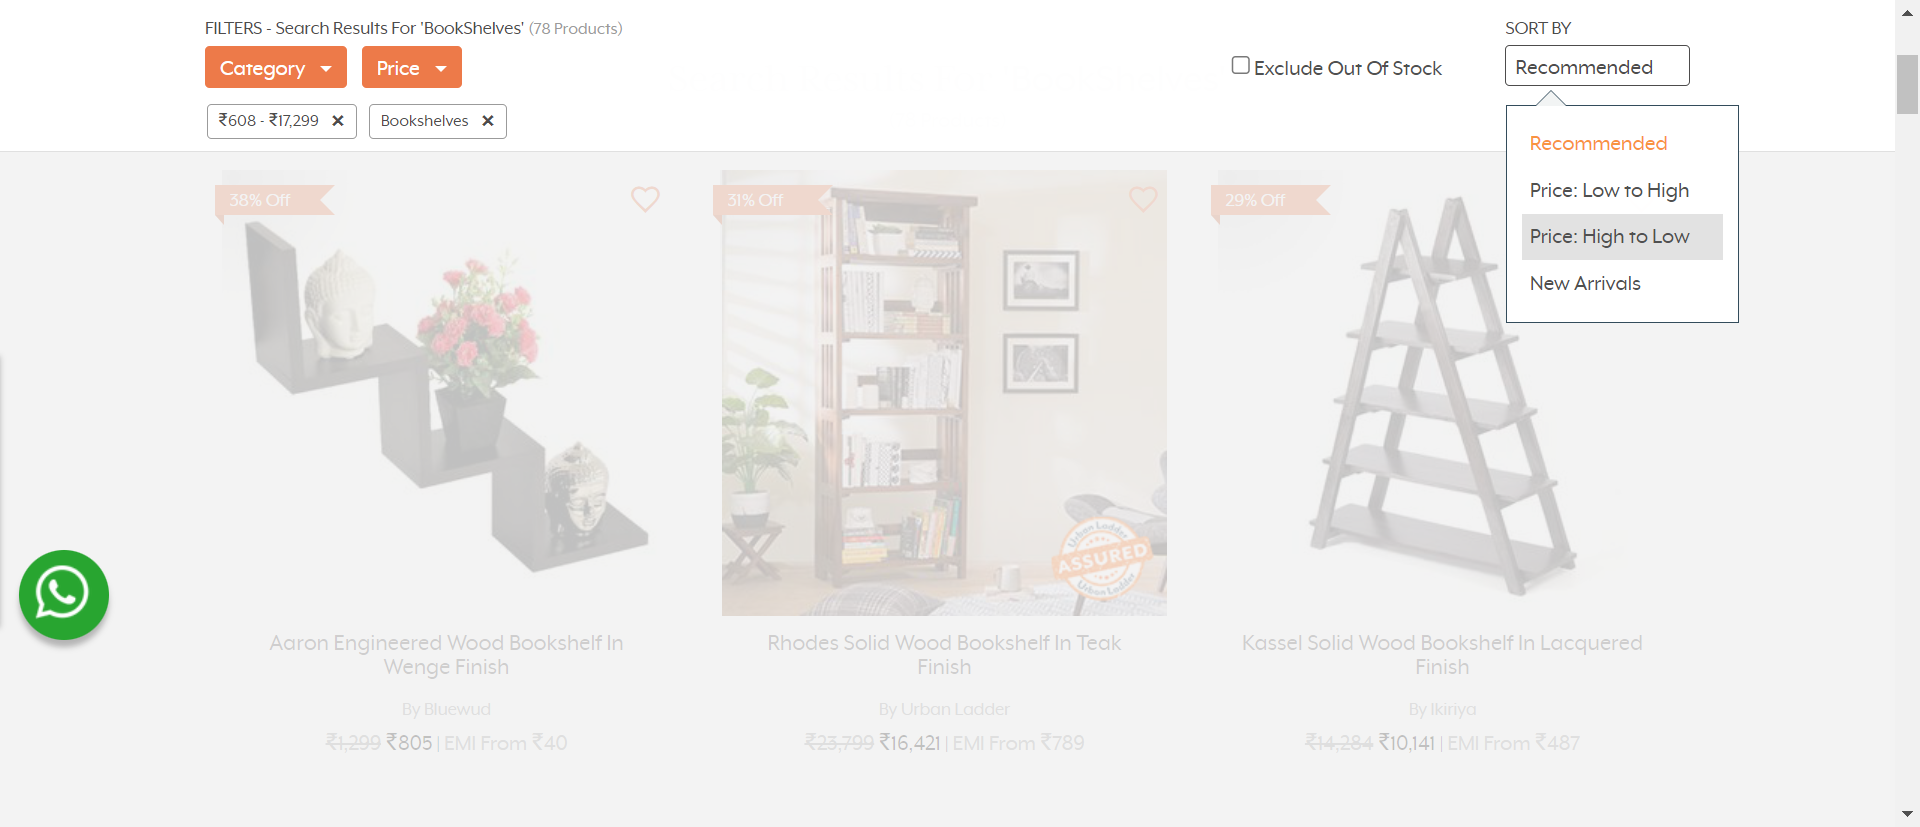 FILTERS - Search Results For 'BookShelves' (78 Products)
SORT BY
Category
Price
Exclude Out Of Stock
Recommended
₹608 - ₹17,299 ×
Bookshelves ×
Recommended
Price: Low to High
Price: High to Low
New Arrivals
38% Off
31% Off
29% Off
Urban Ladder
ASSURED
Urban Ladder
Aaron Engineered Wood Bookshelf In
Wenge Finish
By Bluewud
₹1,299 ₹805 | EMI From ₹40
Rhodes Solid Wood Bookshelf In Teak
Finish
By Urban Ladder
₹23,799 ₹16,421 | EMI From ₹789
Kassel Solid Wood Bookshelf In Lacquered
Finish
By Ikiriya
₹14,284 ₹10,141 | EMI From ₹487